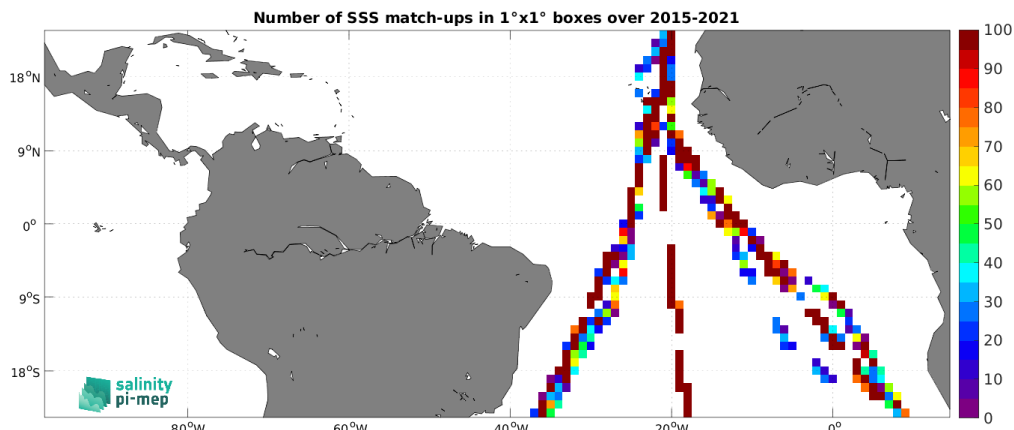 Number of SSS match-ups in 1°x1° boxes over 2015-2021
100
90
80
70
60
50
40
30
20
10
0
18°N
9°N
0°
9°S
18°S
salinity
pi-mep
80°W
60°W
40°W
20°W
0°